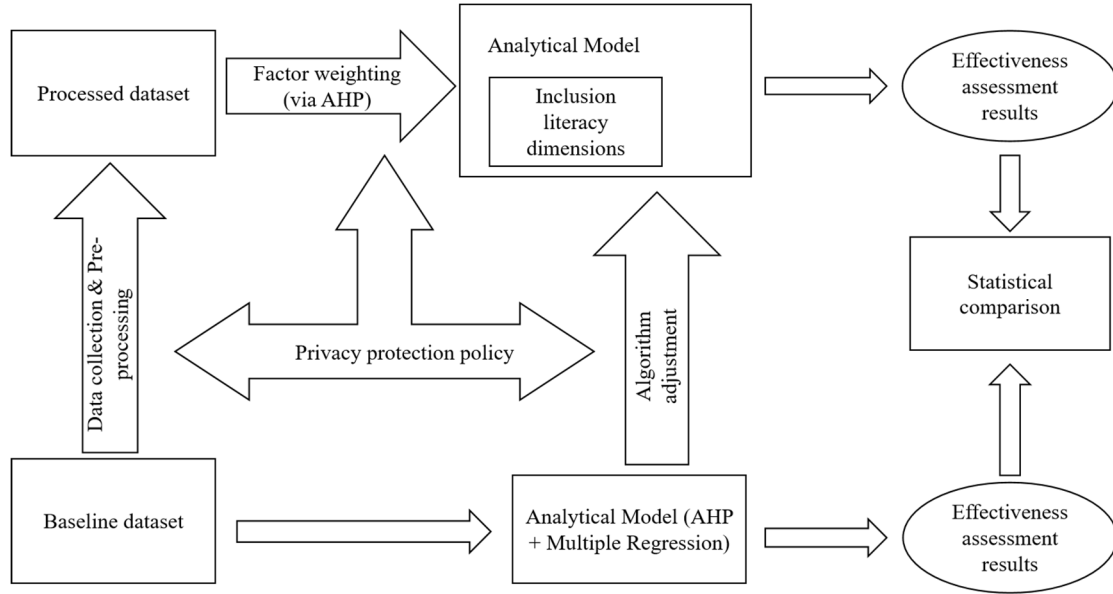 Processed dataset
Factor weighting
(via AHP)
Analytical Model
Inclusion
literacy
dimensions
Effectiveness
assessment
results
Data collection & Pre-
processing
Privacy protection policy
Algorithm
adjustment
Statistical
comparison
Baseline dataset
Analytical Model (AHP
+ Multiple Regression)
Effectiveness
assessment
results